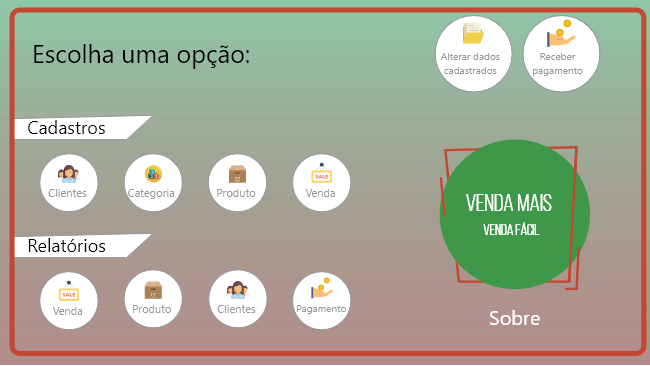 Escolha uma opção:
Alterar dados
cadastrados
Receber
pagamento
Cadastros
Clientes
Categoria
Produto
SALE
Venda
VENDA MAIS
VENDA FÁCIL
Relatórios
SALE
Venda
Produto
Clientes
Pagamento
Sobre